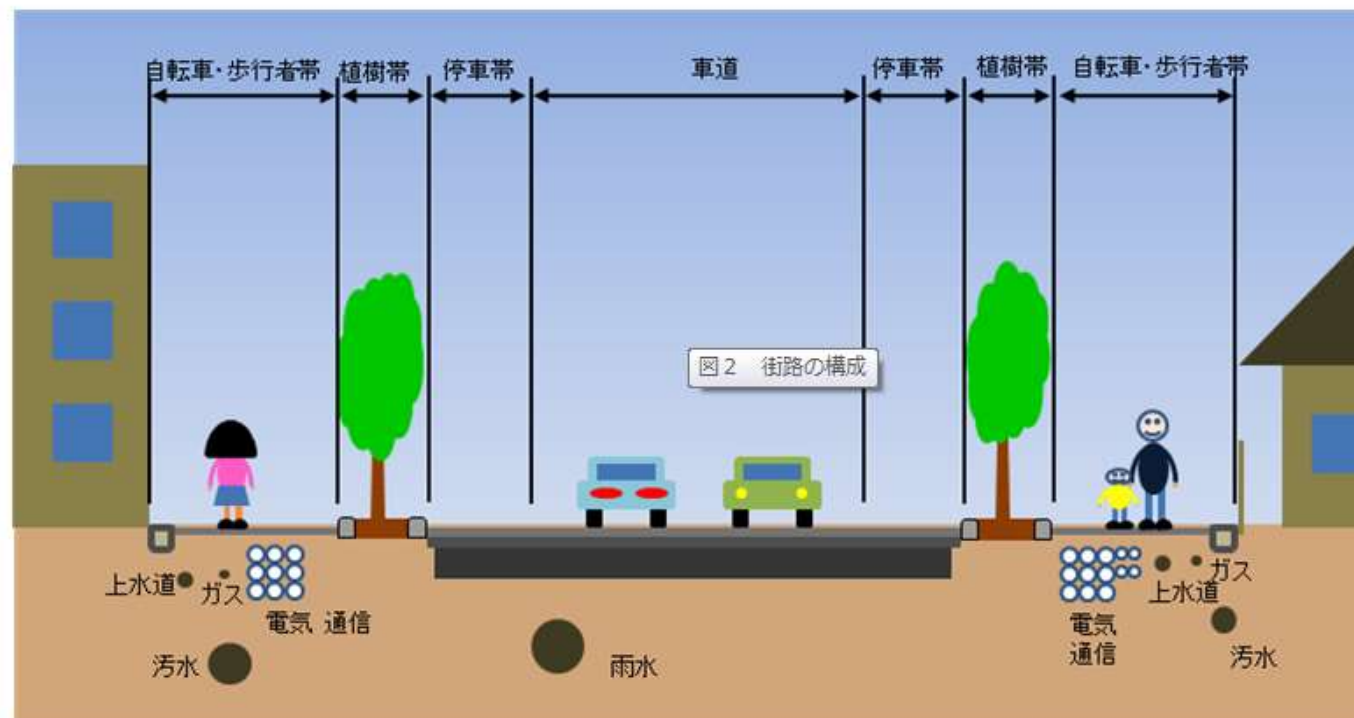 自転車・歩行者帯
植樹帯
停車帯
車道
停車帯
植樹帯
自転車・歩行者帯
図2 街路の構成
上水道
ガス
電気 通信
汚水
雨水
電気
通信
上水道
ガス
汚水